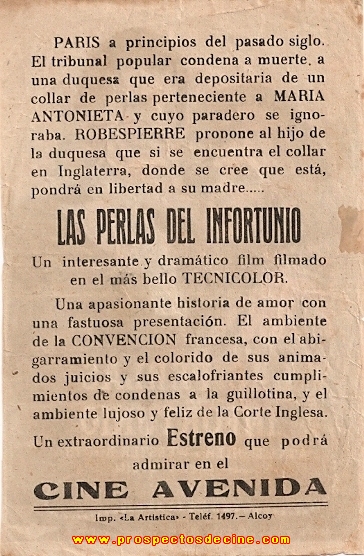 PARIS a principios del pasado siglo.
El tribunal popular condena a muerte, a
una duquesa que era depositaria de un
collar de perlas perteneciente a MARIA
ANTONIETA y cuyo paradero se igno-
raba. ROBESPIERRE pronone al hijo de
la duquesa que si se encuentra el collar
en Inglaterra, donde se cree que está,
pondrá en libertad a su madre.....
LAS PERLAS DEL INFORTUNIO
Un interesante y dramático film filmado
en el más bello TECNICOLOR.
Una apasionante historia de amor con
una fastuosa presentación. El ambiente
de la CONVENCION francesa, con el abi-
garramiento y el colorido de sus anima-
dos juicios y sus escalofriantes cumpli-
mientos de condenas a la guillotina, y el
ambiente lujoso y feliz de la Corte Inglesa.
Un extraordinario Estreno que podrá
admirar en el
CINE AVENIDA
Imp. «La Artística» - Teléf. 1497.- Alcoy
www.prospectosdecine.com